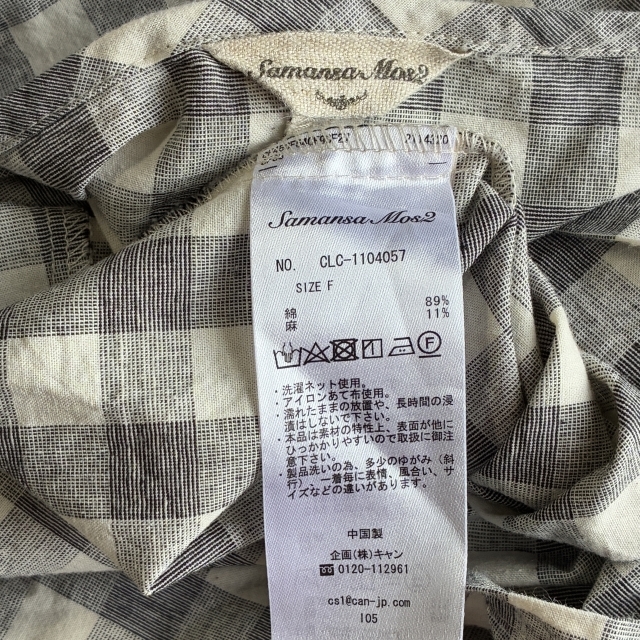 Samansa Mos2
Samansa Mos2
NO. CLC-1104057
SIZE F
綿 89%
麻 11%
F
・洗濯ネット使用。
・アイロンあて布使用。
・濡れたままの放置や、長時間の浸
漬はしないで下さい。
・本品は素材の特性上、表面が他に
ひっかかりやすいので取扱に御注
意下さい。
・製品洗いの為、多少のゆがみ（斜
行）、一着毎に表情、風合い、サ
イズなどの違いがあります。
中国製
企画(株)キャン
0120-112961
cs1@can-jp.com
I05